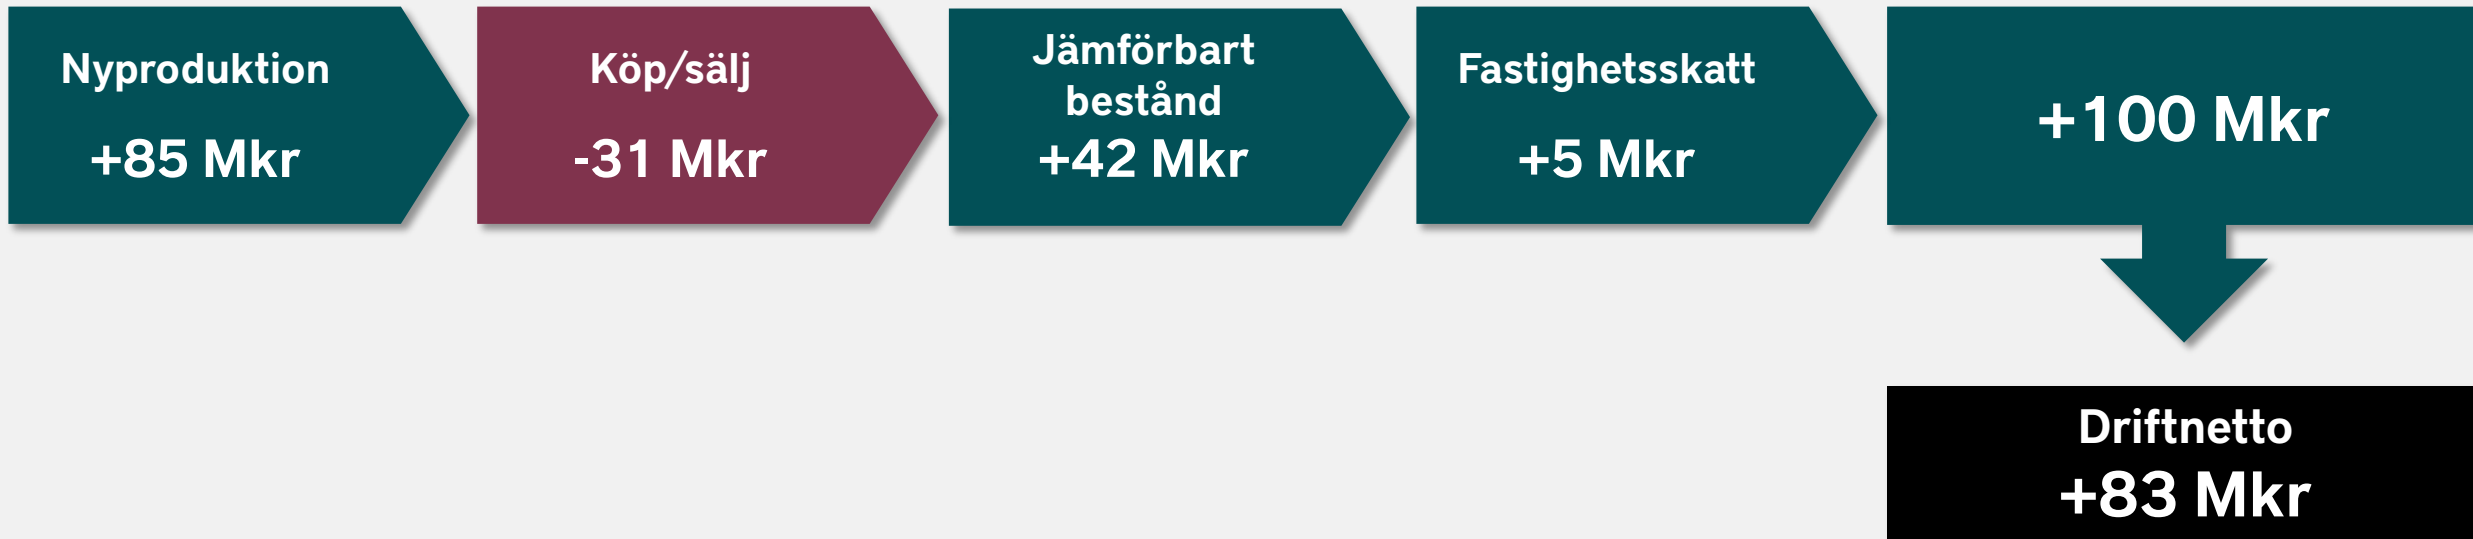 Nyproduktion
+85 Mkr
Köp/sälj
-31 Mkr
Jämförbart
bestånd
+42 Mkr
Fastighetsskatt
+5 Mkr
+100 Mkr
Driftnetto
+83 Mkr